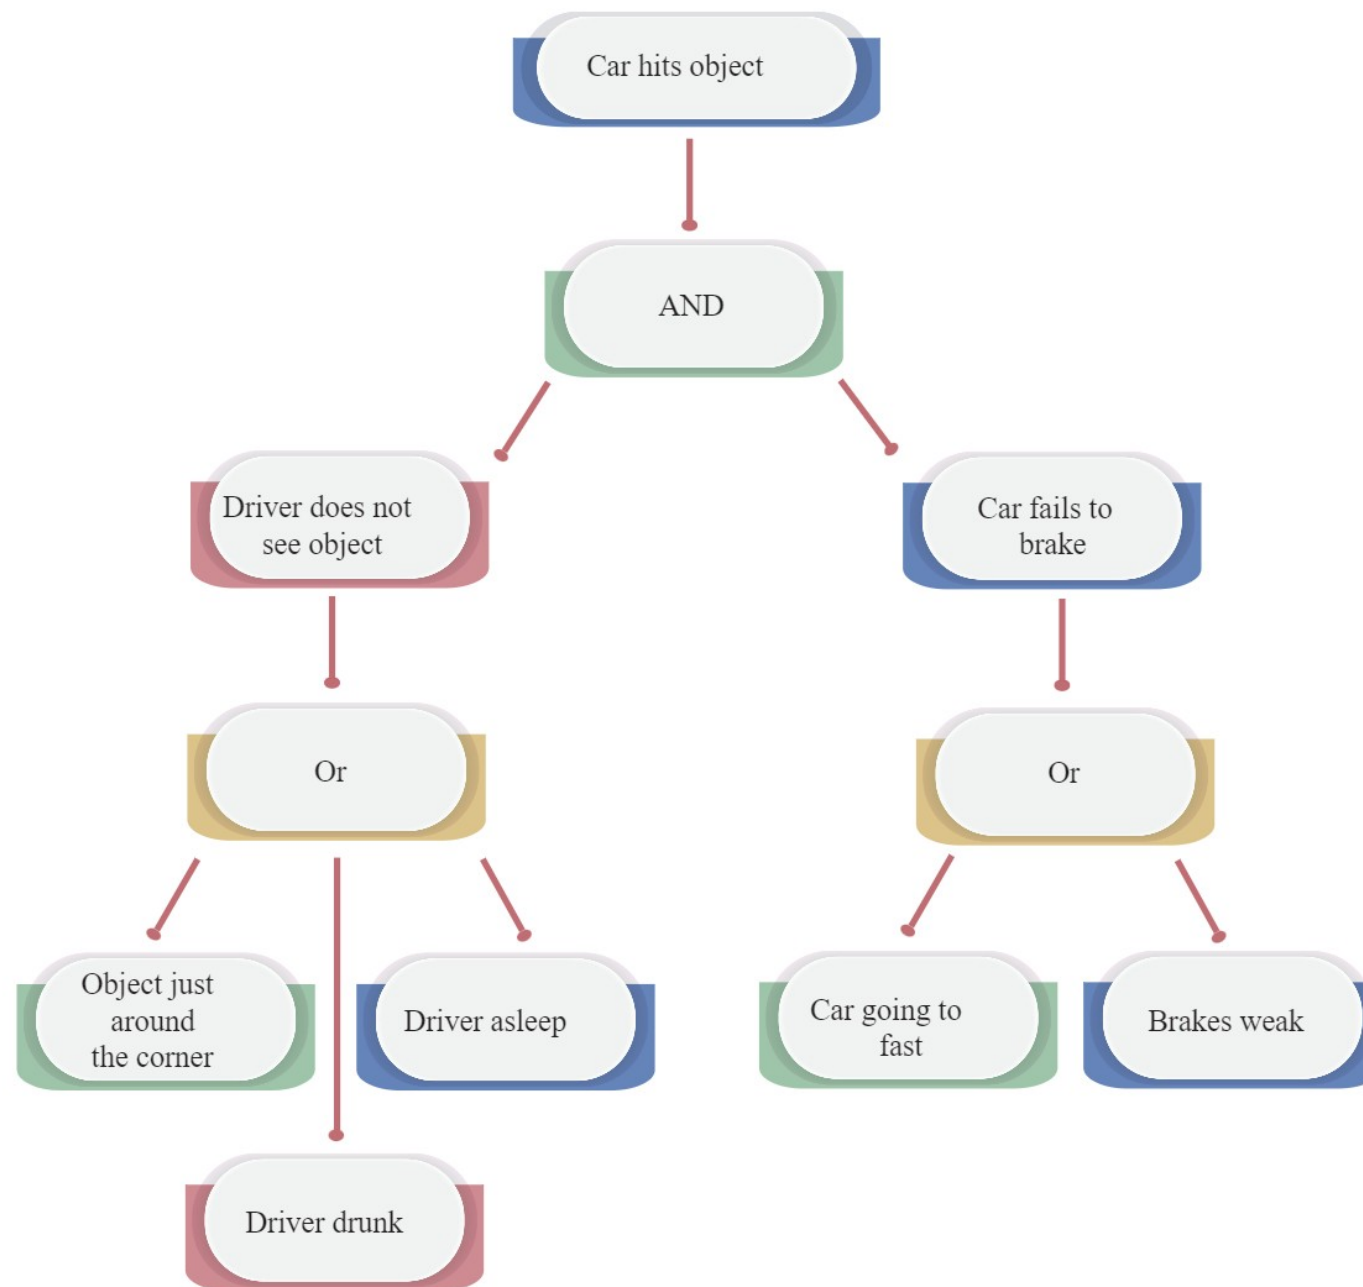 Car hits object
AND
Driver does not
see object
Car fails to
brake
Or
Or
Object just
around
the corner
Driver asleep
Car going to
fast
Brakes weak
Driver drunk